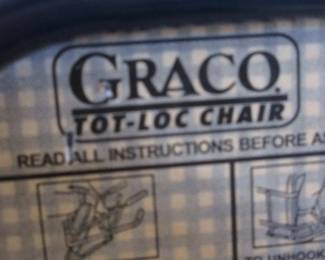 GRACO
TOT-LOC CHAIR
READ ALL INSTRUCTIONS BEFORE
TO UNHOOK